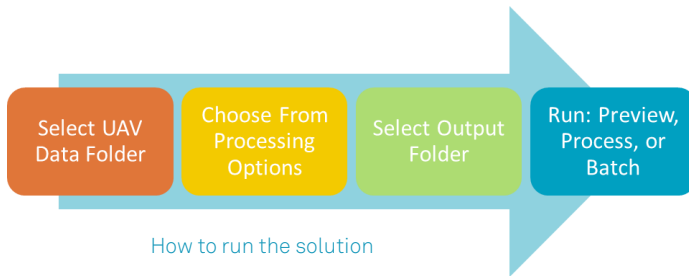 Select UAV
Data Folder
Choose From
Processing
Options
Select Output
Folder
Run: Preview,
Process, or
Batch
How to run the solution